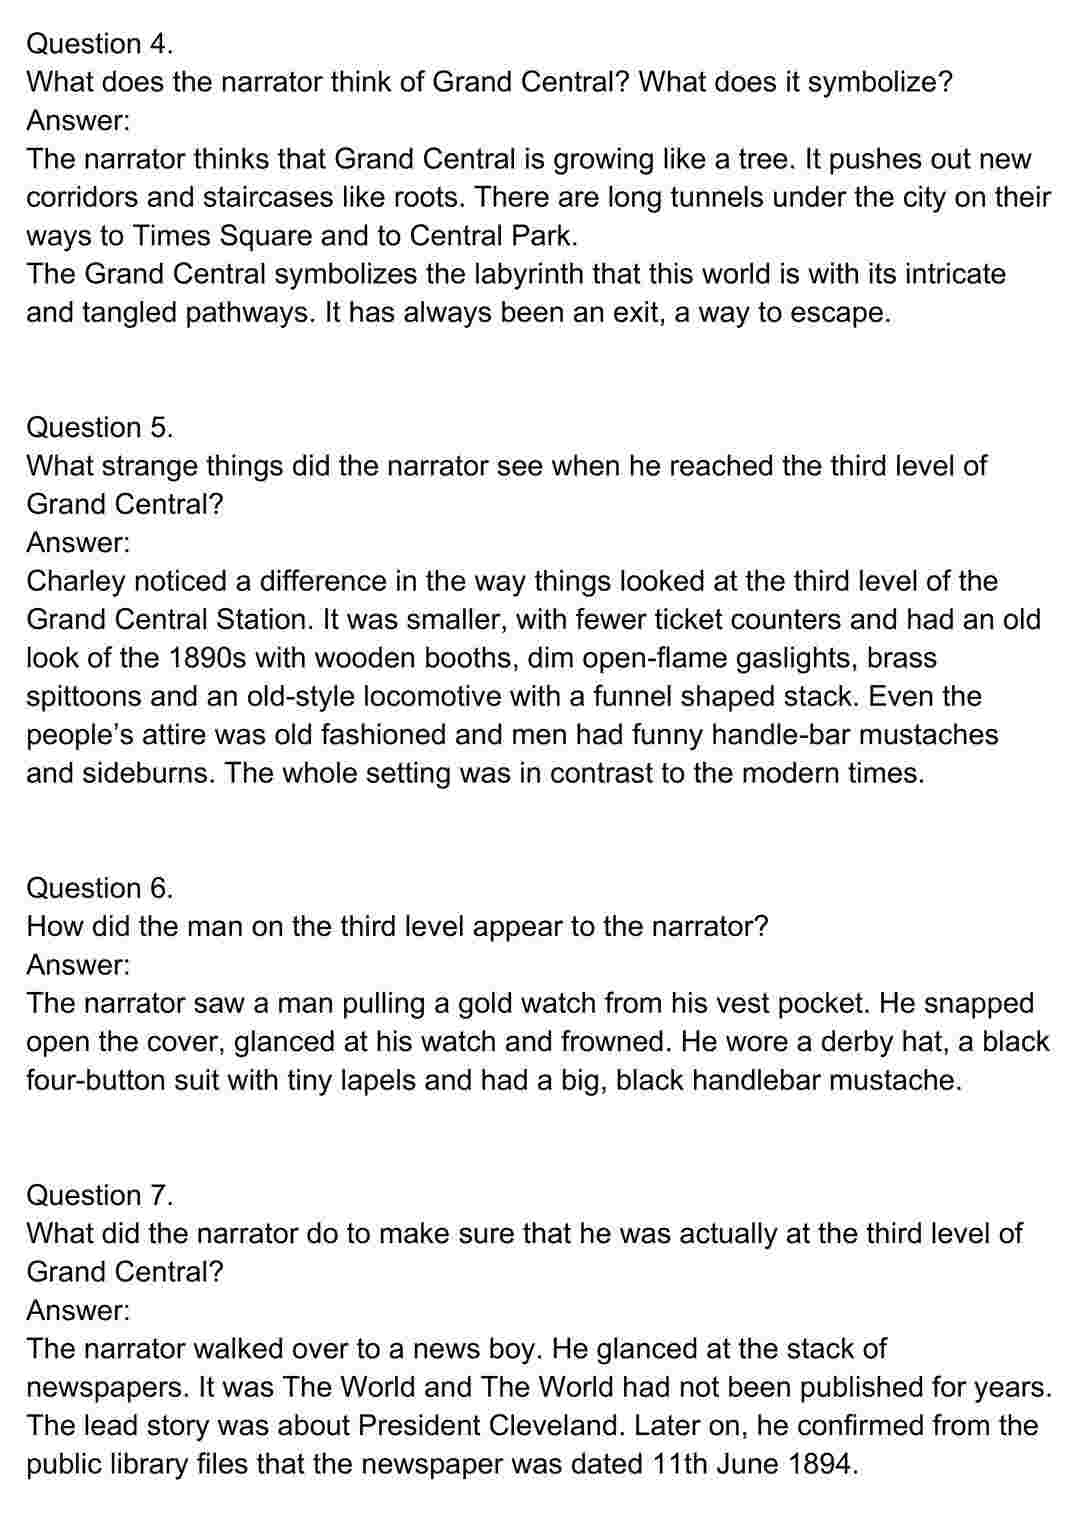 Question 4.
What does the narrator think of Grand Central? What does it symbolize?
Answer:
The narrator thinks that Grand Central is growing like a tree. It pushes out new
corridors and staircases like roots. There are long tunnels under the city on their
ways to Times Square and to Central Park.
The Grand Central symbolizes the labyrinth that this world is with its intricate
and tangled pathways. It has always been an exit, a way to escape.
Question 5.
What strange things did the narrator see when he reached the third level of
Grand Central?
Answer:
Charley noticed a difference in the way things looked at the third level of the
Grand Central Station. It was smaller, with fewer ticket counters and had an old
look of the 1890s with wooden booths, dim open-flame gaslights, brass
spittoons and an old-style locomotive with a funnel shaped stack. Even the
people’s attire was old fashioned and men had funny handle-bar mustaches
and sideburns. The whole setting was in contrast to the modern times.
Question 6.
How did the man on the third level appear to the narrator?
Answer:
The narrator saw a man pulling a gold watch from his vest pocket. He snapped
open the cover, glanced at his watch and frowned. He wore a derby hat, a black
four-button suit with tiny lapels and had a big, black handlebar mustache.
Question 7.
What did the narrator do to make sure that he was actually at the third level of
Grand Central?
Answer:
The narrator walked over to a news boy. He glanced at the stack of
newspapers. It was The World and The World had not been published for years.
The lead story was about President Cleveland. Later on, he confirmed from the
public library files that the newspaper was dated 11th June 1894.